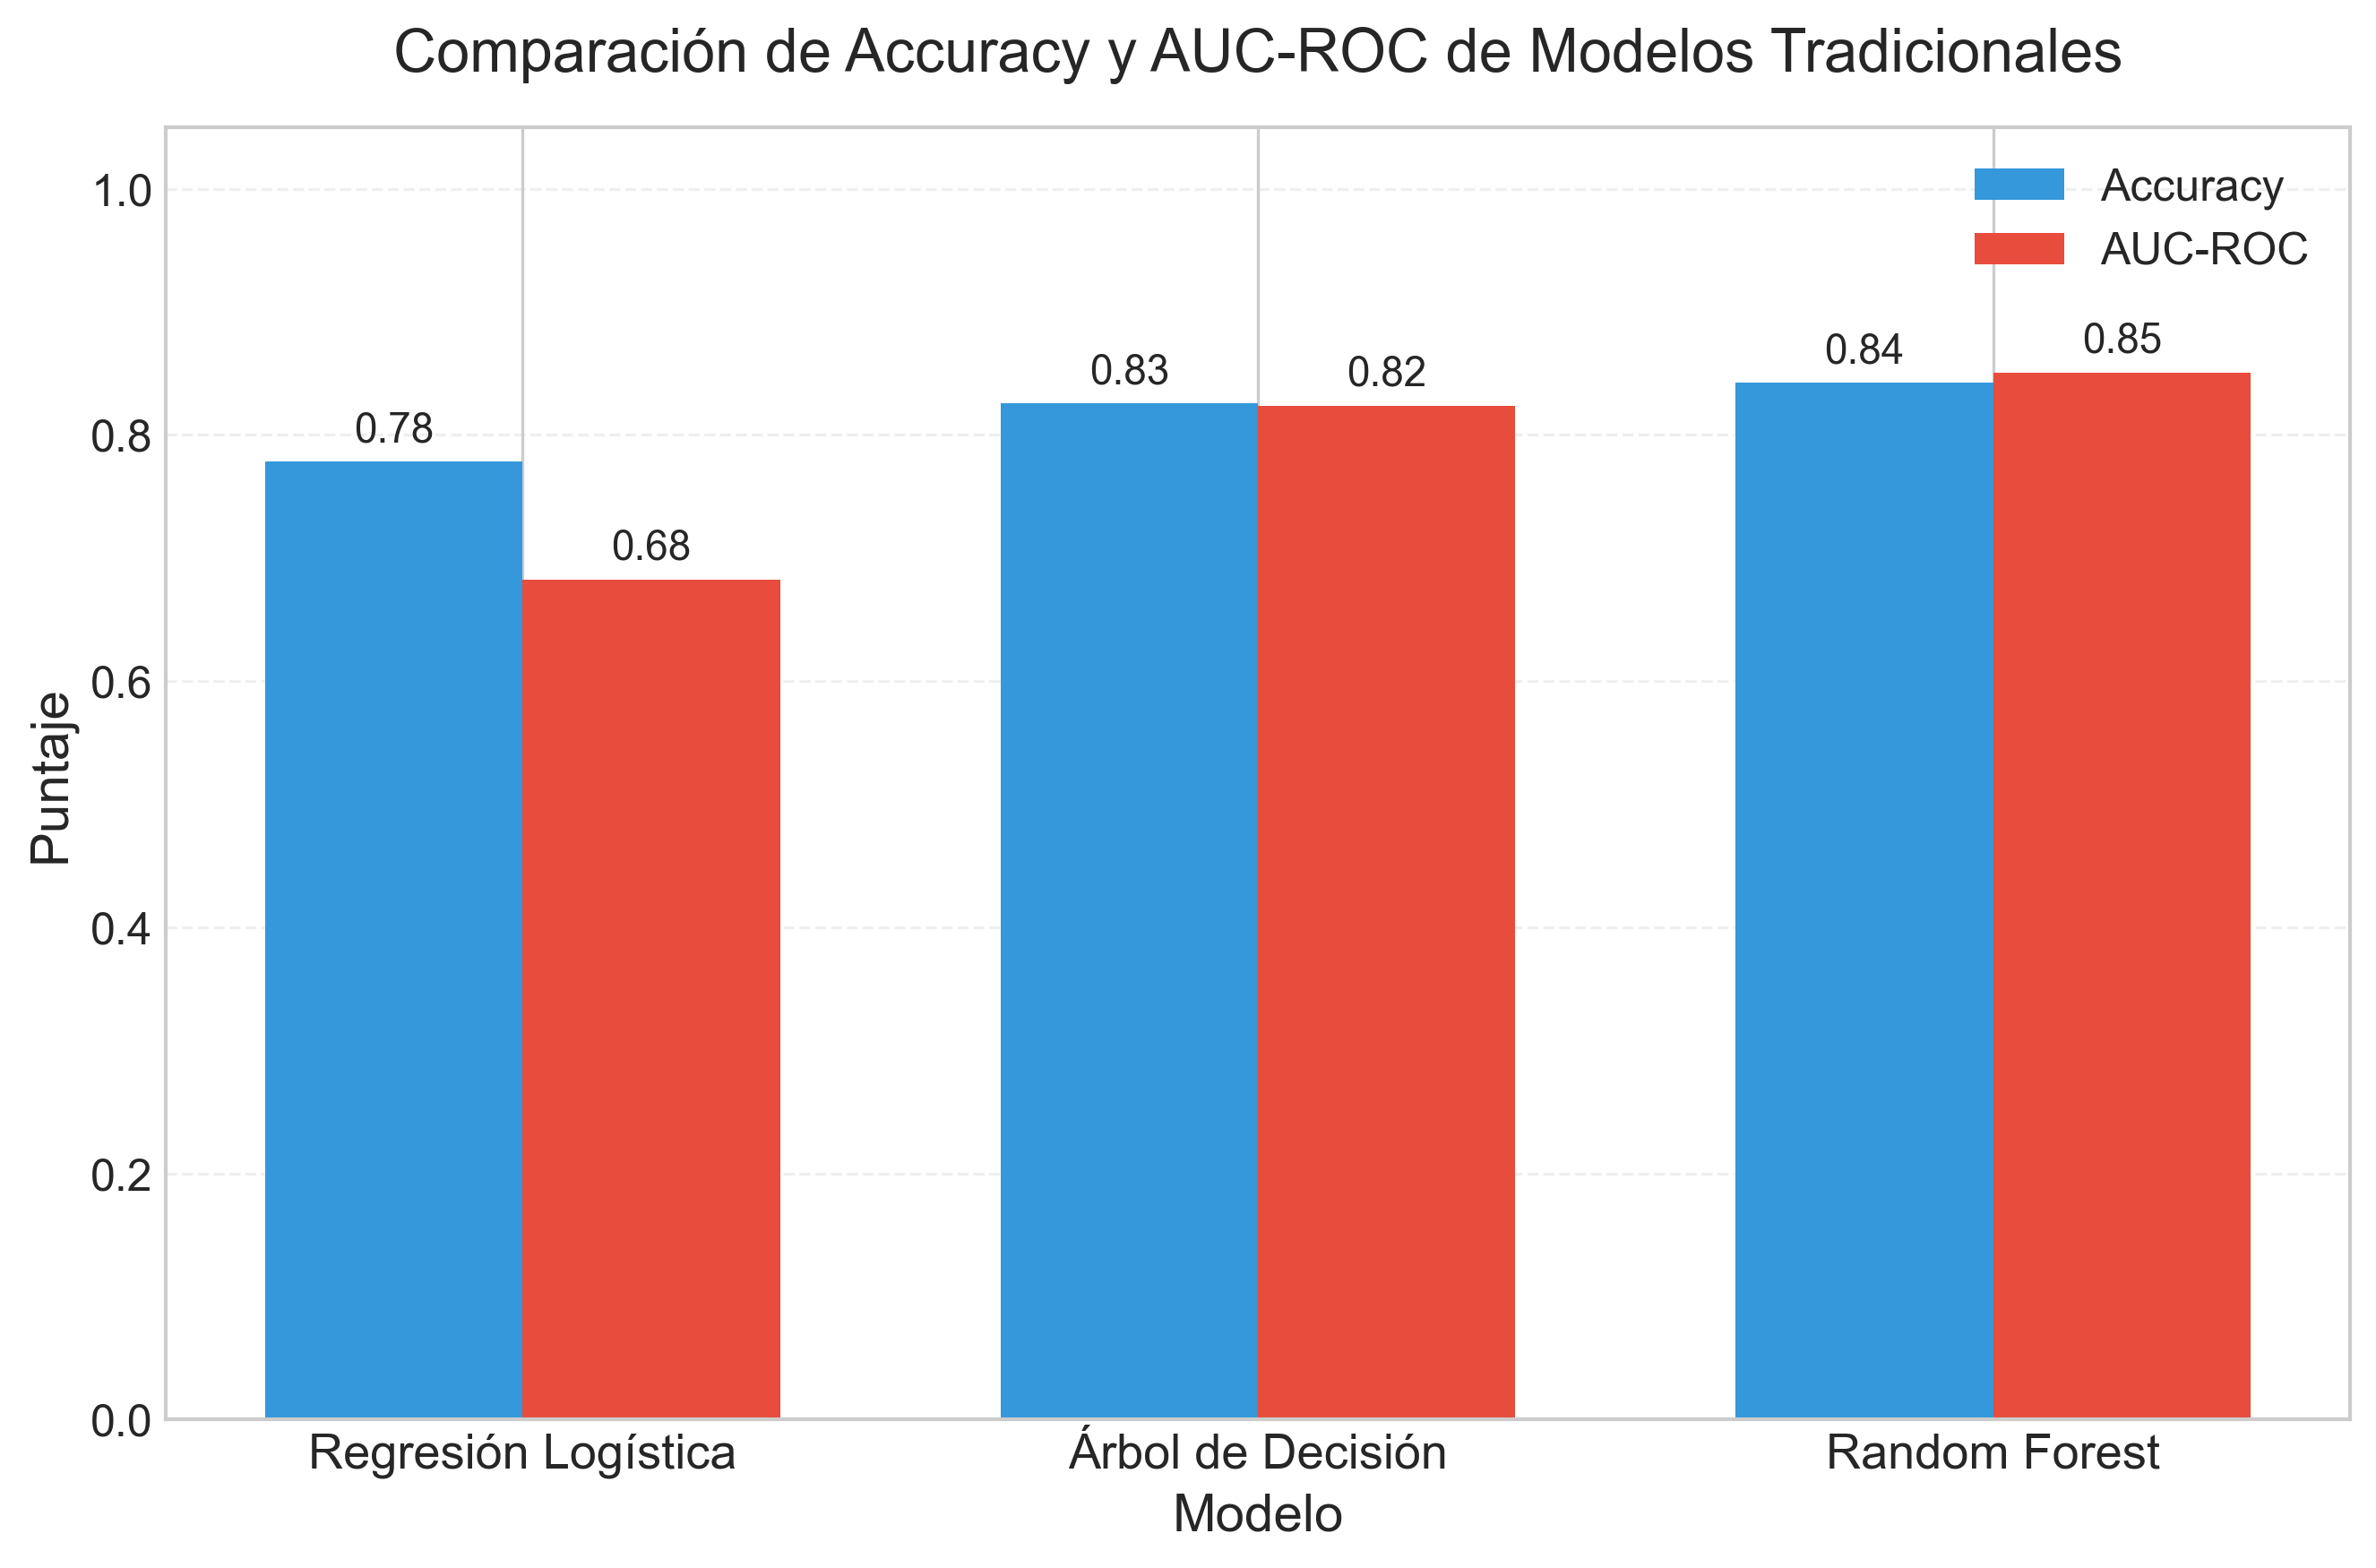 Comparación de Accuracy y AUC-ROC de Modelos Tradicionales
Accuracy
AUC-ROC
1.0
0.8
0.6
0.4
0.2
0.0
Puntaje
0.78
0.68
0.83
0.82
0.84
0.85
Regresión Logística
Árbol de Decisión
Random Forest
Modelo